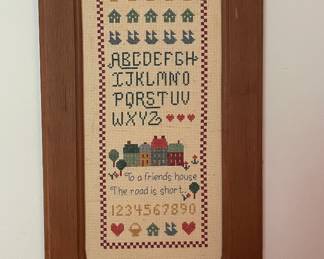 ABCDEFGH
IJKLMNO
PQRSTUV
WXYZ
To a friends house
The road is short...
1234567890